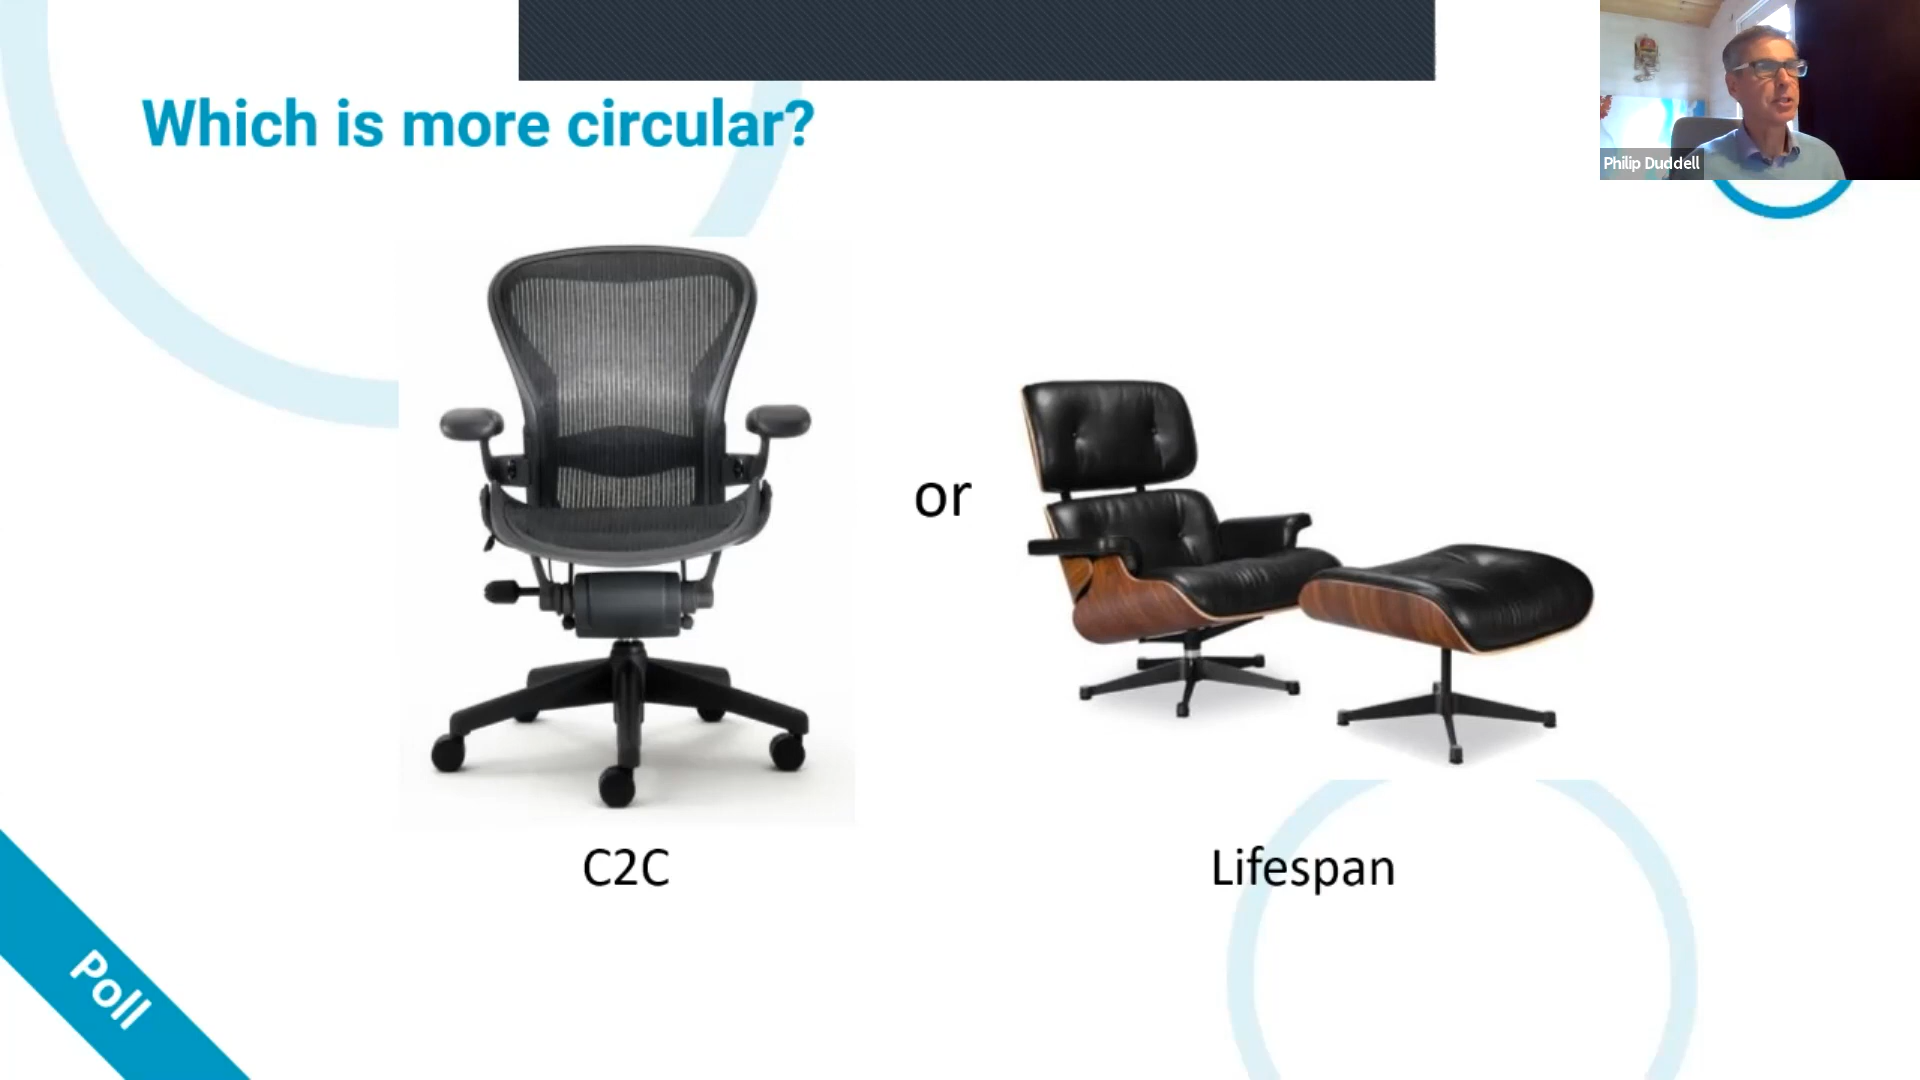 Which is more circular?
Philip Duddell
or
C2C
Lifespan
Poll